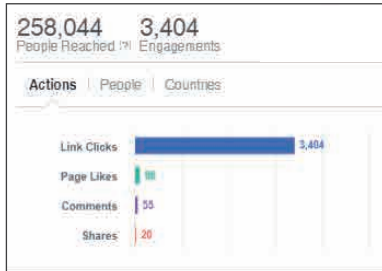 258,044 3,404
People Reached [?] Engagements
Actions People Countries
Link Clicks 3,404
Page Likes
Comments 55
Shares 20